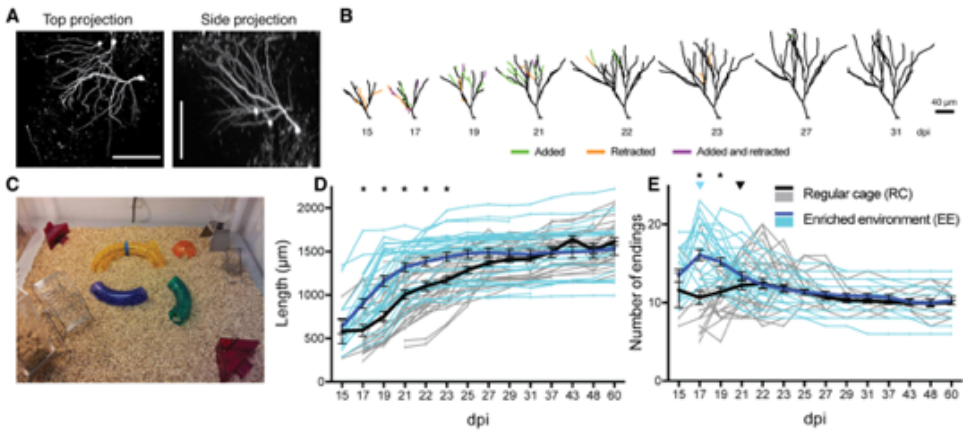 A
Top projection
Side projection
B
15 17 19 21 22 23 27 31 dpi
40 µm
Added
Retracted
Added and retracted
C
D
* * * * * *
Length (µm)
2000
1500
1000
500
0
15 17 19 21 22 23 25 27 29 31 37 43 48 60
dpi
E
* *
Regular cage (RC)
Enriched environment (EE)
Number of endings
20
10
0
15 17 19 21 22 23 25 27 29 31 37 43 48 60
dpi